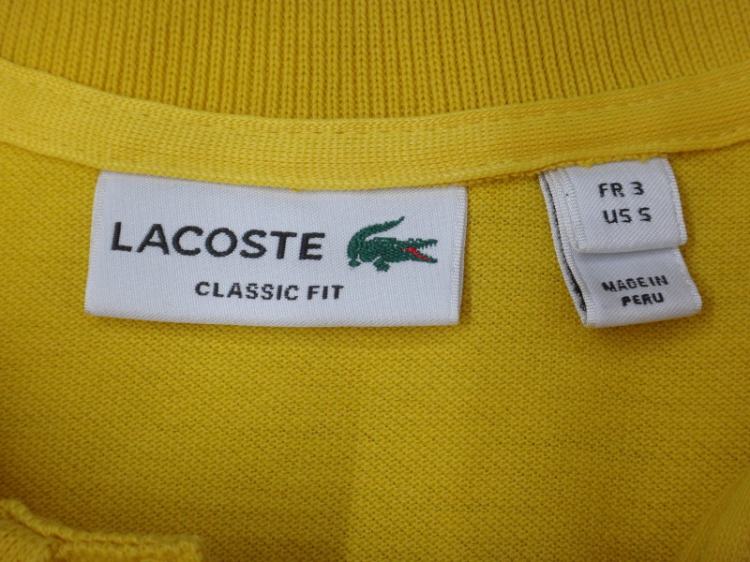 LACOSTE
CLASSIC FIT
FR 3
US S
MADE IN
PERU